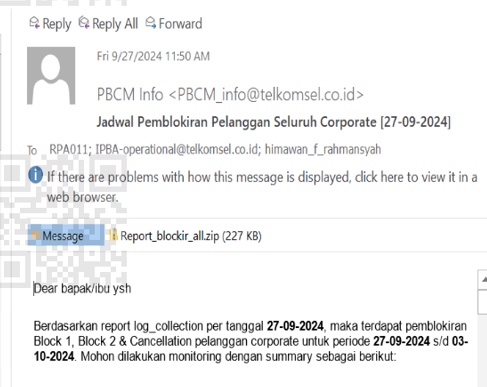 Reply Reply All Forward
Fri 9/27/2024 11:50 AM
PBCM Info <PBCM_info@telkomsel.co.id>
Jadwal Pemblokiran Pelanggan Seluruh Corporate [27-09-2024]
To RPA011; IPBA-operational@telkomsel.co.id; himawan_f_rahmansyah
If there are problems with how this message is displayed, click here to view it in a
web browser.
Message Report_blockir_all.zip (227 KB)
Dear bapak/ibu ysh
Berdasarkan report log_collection per tanggal 27-09-2024, maka terdapat pemblokiran
Block 1, Block 2 & Cancellation pelanggan corporate untuk periode 27-09-2024 s/d 03-
10-2024. Mohon dilakukan monitoring dengan summary sebagai berikut: